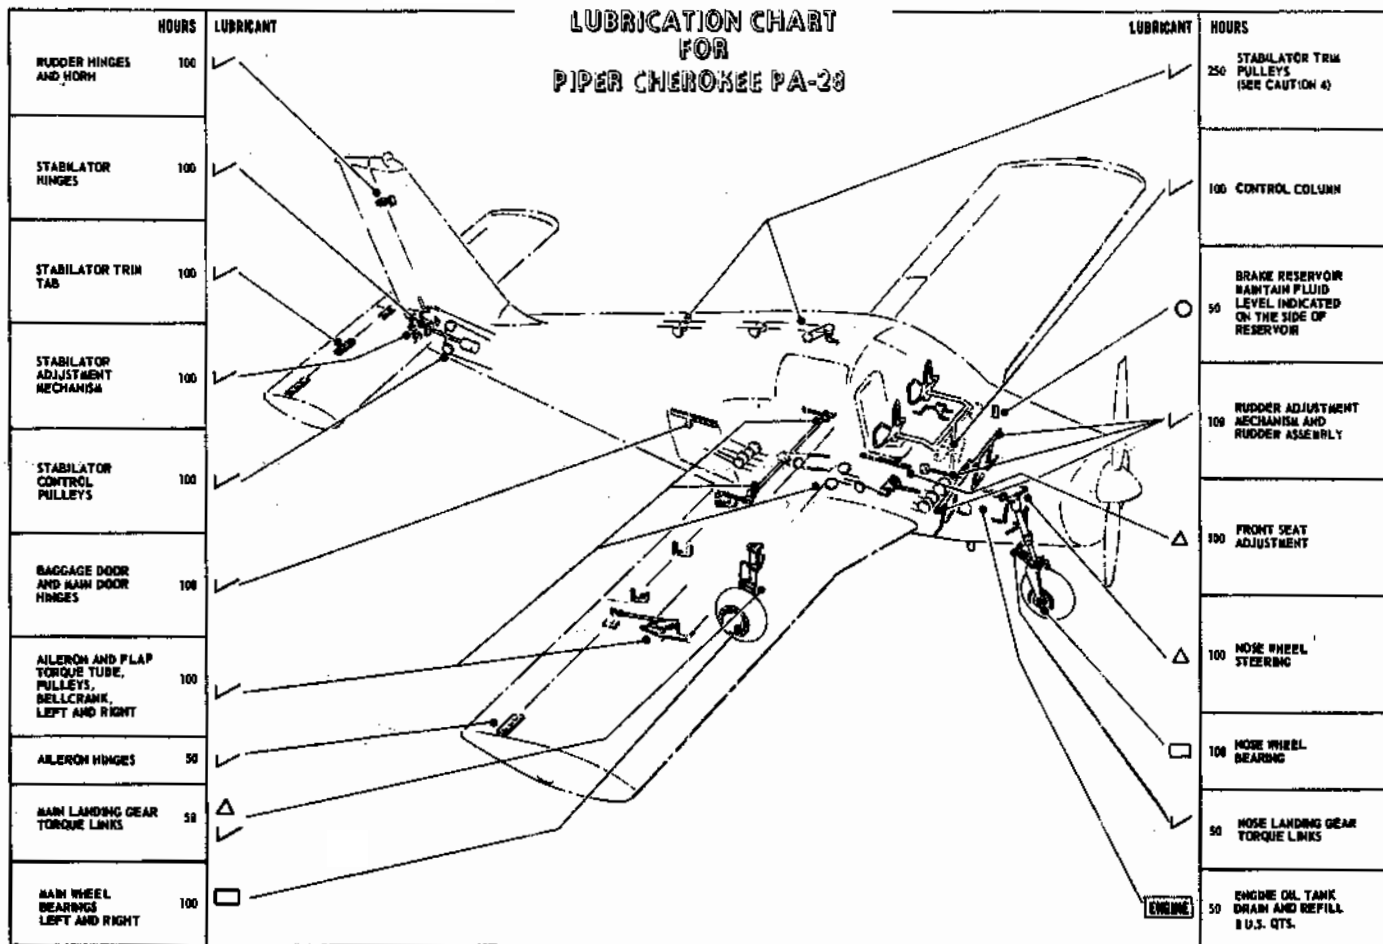 LUBRICATION CHART
FOR
PIPER CHEROKEE PA-28
HOURS LUBRICANT
RUDDER HINGES
AND HORN 100
STABILATOR
HINGES 100
STABILATOR TRIM
TAB 100
STABILATOR
ADJUSTMENT
MECHANISM 100
STABILATOR
CONTROL
PULLEYS 100
BAGGAGE DOOR
AND MAIN DOOR
HINGES 100
AILERON AND FLAP
TORQUE TUBE,
PULLEYS,
BELLCRANK,
LEFT AND RIGHT 100
AILERON HINGES 50
MAIN LANDING GEAR
TORQUE LINKS 50
MAIN WHEEL
BEARINGS
LEFT AND RIGHT 100
LUBRICANT HOURS
250 STABILATOR TRIM
PULLEYS
(SEE CAUTION 4)
100 CONTROL COLUMN
50 BRAKE RESERVOIR
MAINTAIN FLUID
LEVEL INDICATED
ON THE SIDE OF
RESERVOIR
100 RUDDER ADJUSTMENT
MECHANISM AND
RUDDER ASSEMBLY
FRONT SEAT
ADJUSTMENT
100 NOSE WHEEL
STEERING
100 NOSE WHEEL
BEARING
50 NOSE LANDING GEAR
TORQUE LINKS
ENGINE 50 ENGINE OIL TANK
DRAIN AND REFILL
8 U.S. QTS.